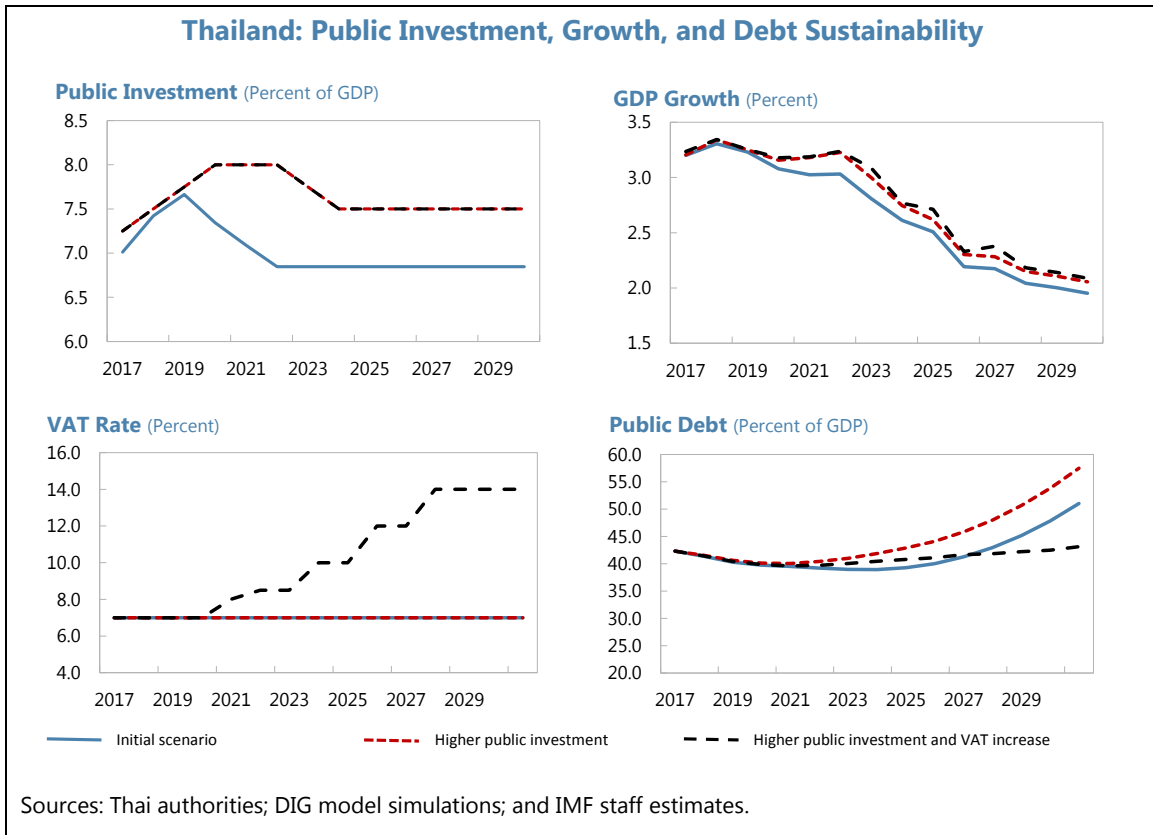 Thailand: Public Investment, Growth, and Debt Sustainability
Public Investment (Percent of GDP)
8.5
8.0
7.5
7.0
6.5
6.0
2017 2019 2021 2023 2025 2027 2029
GDP Growth (Percent)
3.5
3.0
2.5
2.0
1.5
2017 2019 2021 2023 2025 2027 2029
VAT Rate (Percent)
16.0
14.0
12.0
10.0
8.0
6.0
4.0
2017 2019 2021 2023 2025 2027 2029
Public Debt (Percent of GDP)
60.0
55.0
50.0
45.0
40.0
35.0
30.0
25.0
20.0
2017 2019 2021 2023 2025 2027 2029
Initial scenario Higher public investment Higher public investment and VAT increase
Sources: Thai authorities; DIG model simulations; and IMF staff estimates.